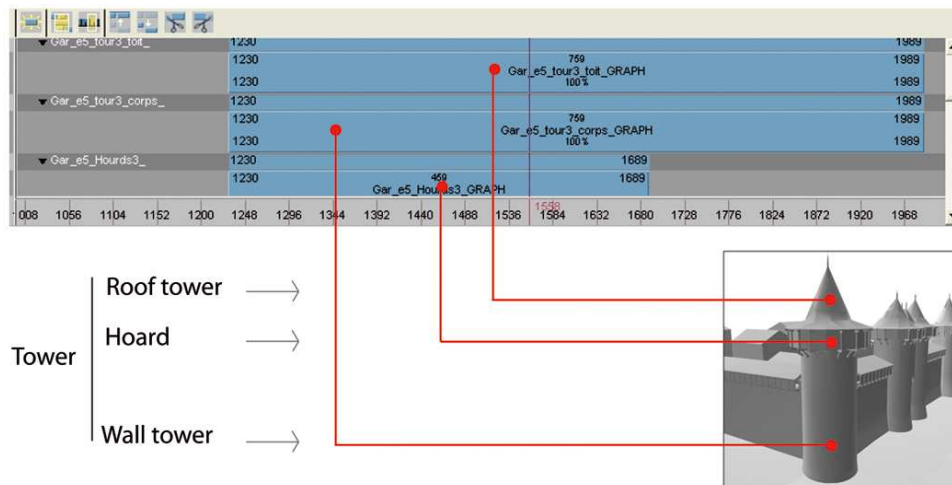 Gar_e5_tour3_toit_ 1230 1989
1230 759 1989
Gar_e5_tour3_toit_GRAPH
1230 100% 1989
Gar_e5_tour3_corps_ 1230 1989
1230 759 1989
Gar_e5_tour3_corps_GRAPH
1230 100% 1989
Gar_e5_Hourds3_ 1230 1689
1230 459 1689
Gar_e5_Hourds3_GRAPH
1558
008 1056 1104 1152 1200 1248 1296 1344 1392 1440 1488 1536 1584 1632 1680 1728 1776 1824 1872 1920 1968
Roof tower
Hoard
Tower
Wall tower